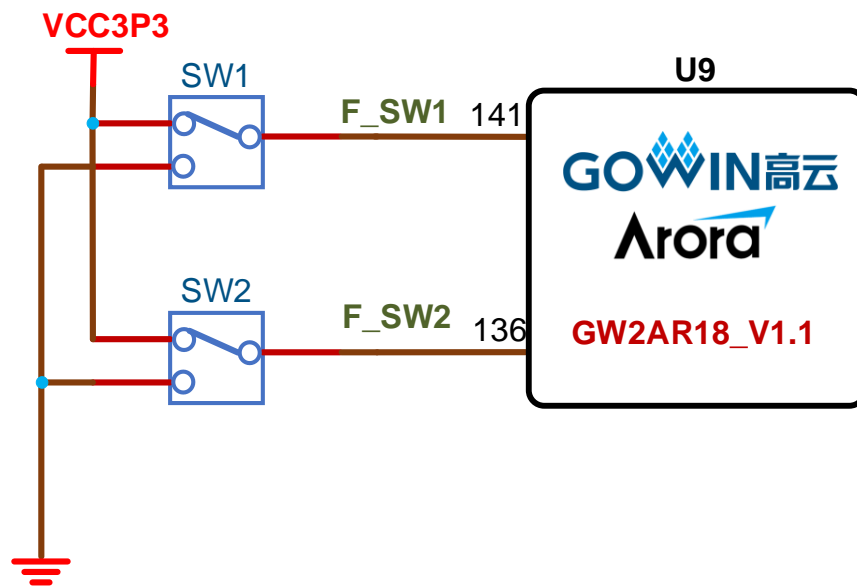 VCC3P3
SW1
F_SW1
141
U9
GOWIN高云
Arora
SW2
F_SW2
136
GW2AR18_V1.1